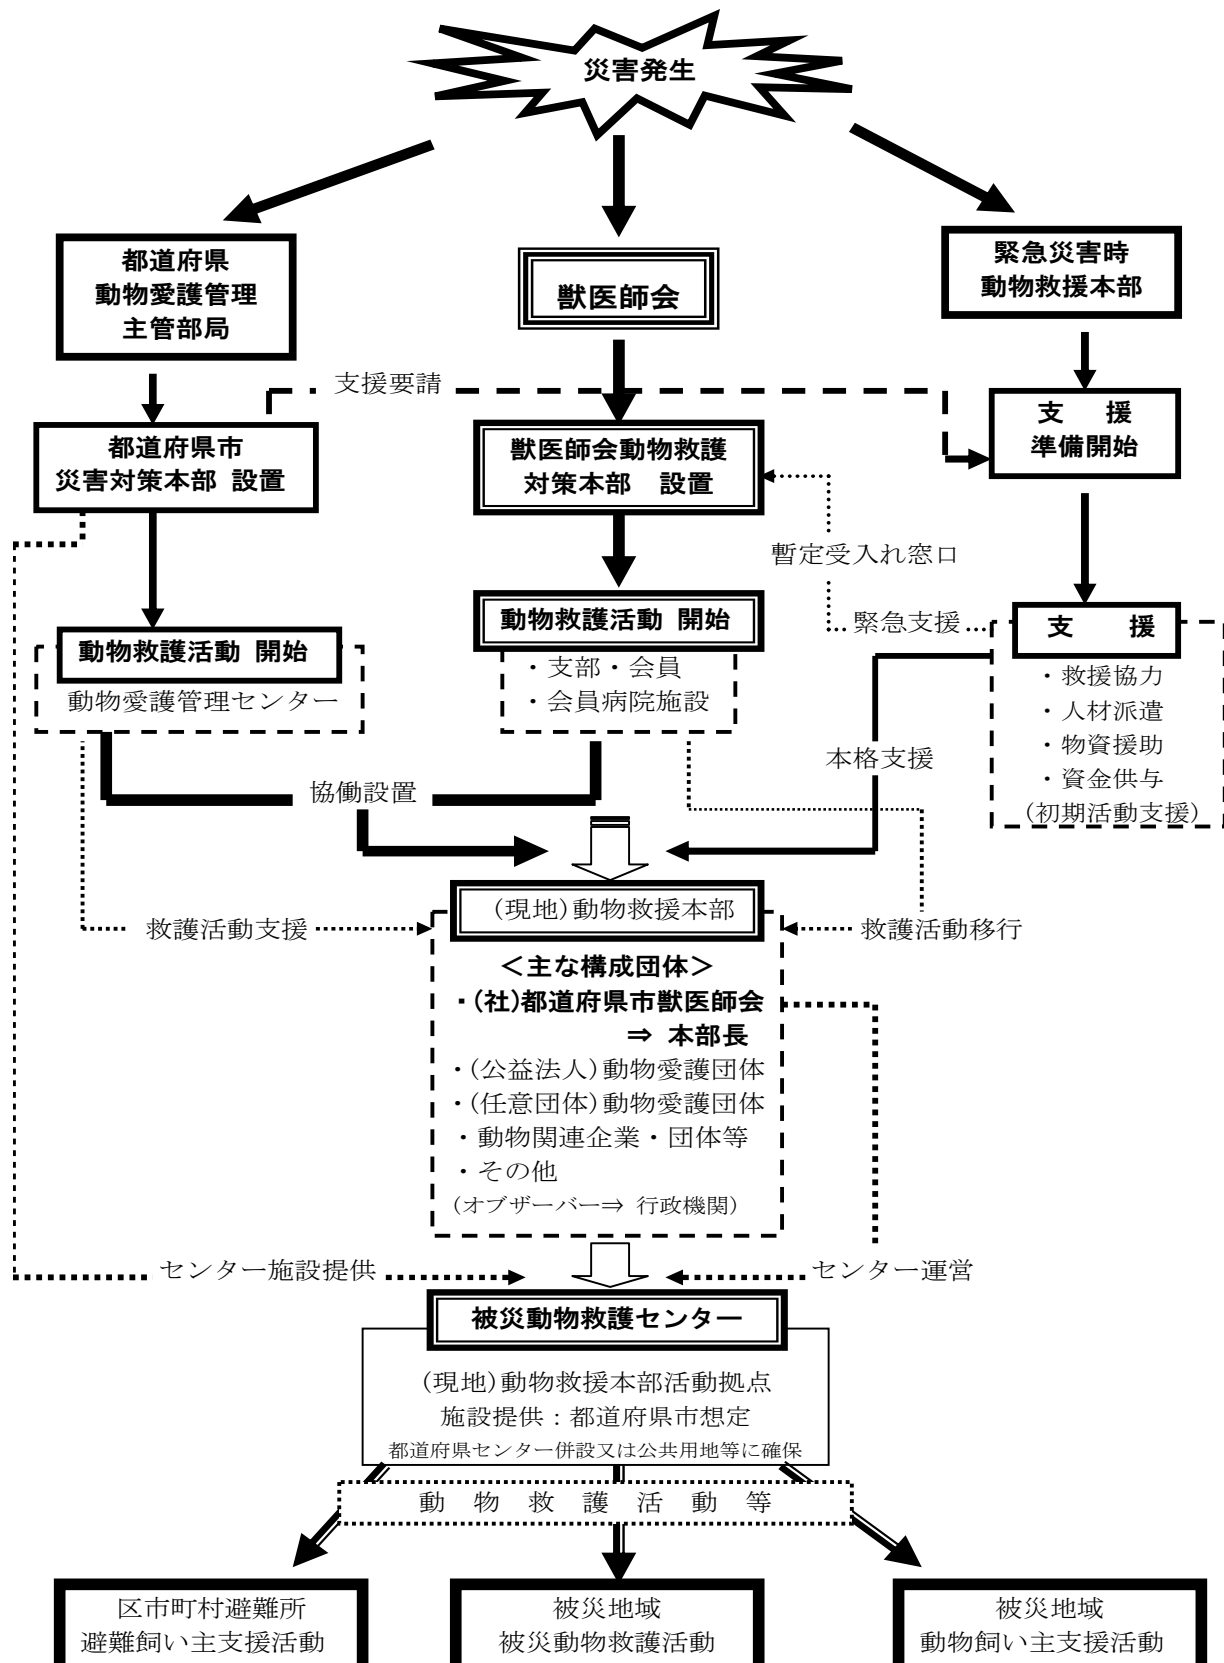 災害発生
都道府県
動物愛護管理
主管部局
獣医師会
緊急災害時
動物救援本部
支援要請
都道府県市
災害対策本部 設置
獣医師会動物救護
対策本部 設置
支 援
準備開始
暫定受入れ窓口
緊急支援
動物救護活動 開始
動物愛護管理センター
動物救護活動 開始
・支部・会員
・会員病院施設
支 援
・救援協力
・人材派遣
・物資援助
・資金供与
(初期活動支援)
本格支援
協働設置
(現地)動物救援本部
救護活動支援
救護活動移行
＜主な構成団体＞
・(社)都道府県市獣医師会
⇒ 本部長
・(公益法人)動物愛護団体
・(任意団体)動物愛護団体
・動物関連企業・団体等
・その他
(オブザーバー⇒ 行政機関)
センター施設提供
センター運営
被災動物救護センター
(現地)動物救援本部活動拠点
施設提供：都道府県市想定
都道府県センター併設又は公共用地等に確保
動 物 救 護 活 動 等
区市町村避難所
避難飼い主支援活動
被災地域
被災動物救護活動
被災地域
動物飼い主支援活動